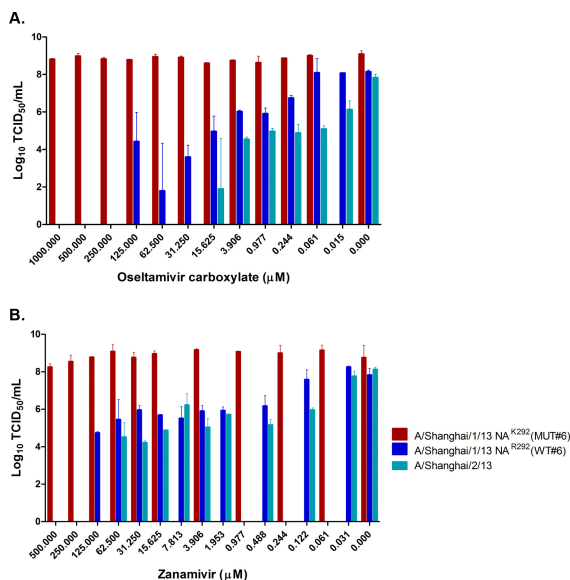 A.
10
8
6
4
2
0
Log10 TCID50/mL
1000.000 500.000 250.000 125.000 62.500 31.250 15.625 3.906 0.977 0.244 0.061 0.015 0.000
Oseltamivir carboxylate (μM)
B.
10
8
6
4
2
0
Log10 TCID50/mL
500.000 250.000 125.000 62.500 31.250 15.625 7.813 3.906 1.953 0.977 0.488 0.244 0.122 0.061 0.031 0.000
Zanamivir (μM)
A/Shanghai/1/13 NA K292 (MUT#6)
A/Shanghai/1/13 NA R292 (WT#6)
A/Shanghai/2/13